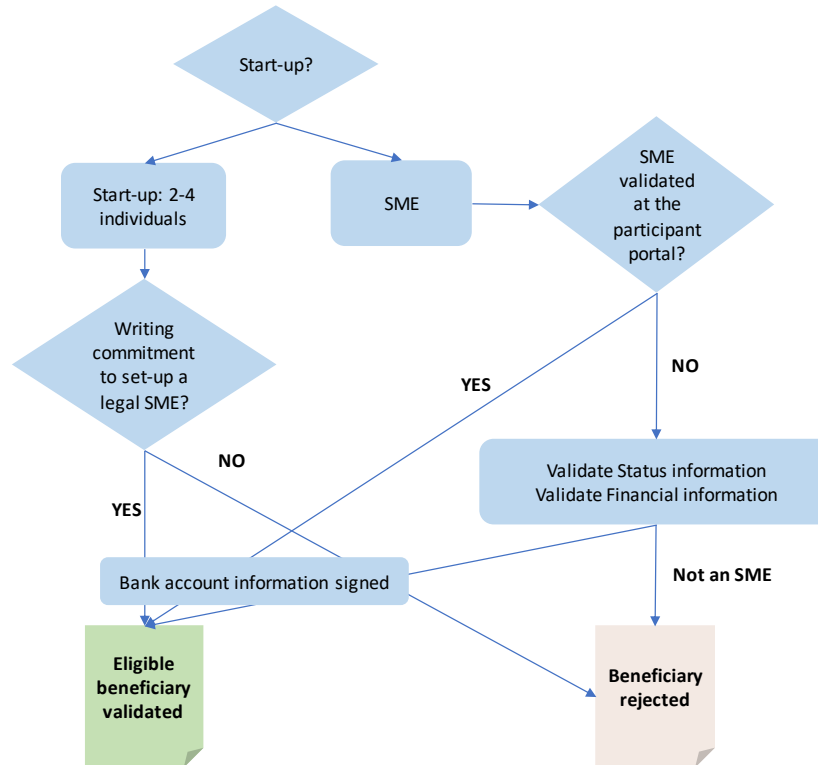 Start-up?
Start-up: 2-4
individuals
SME
SME
validated
at the
participant
portal?
Writing
commitment
to set-up a
legal SME?
YES
NO
NO
YES
Validate Status information
Validate Financial information
Bank account information signed
Not an SME
Eligible
beneficiary
validated
Beneficiary
rejected